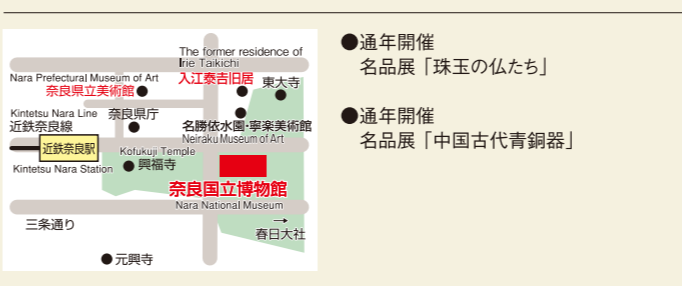 The former residence of
Irie Taikichi
入江泰吉旧居
東大寺
Nara Prefectural Museum of Art
奈良県立美術館
Kintetsu Nara Line
近鉄奈良線
奈良県庁
名勝依水園・寧楽美術館
Neiraku Museum of Art
近鉄奈良駅
Kintetsu Nara Station
Kofukuji Temple
興福寺
奈良国立博物館
Nara National Museum
三条通り
→
春日大社
元興寺
●通年開催
名品展「珠玉の仏たち」
●通年開催
名品展「中国古代青銅器」